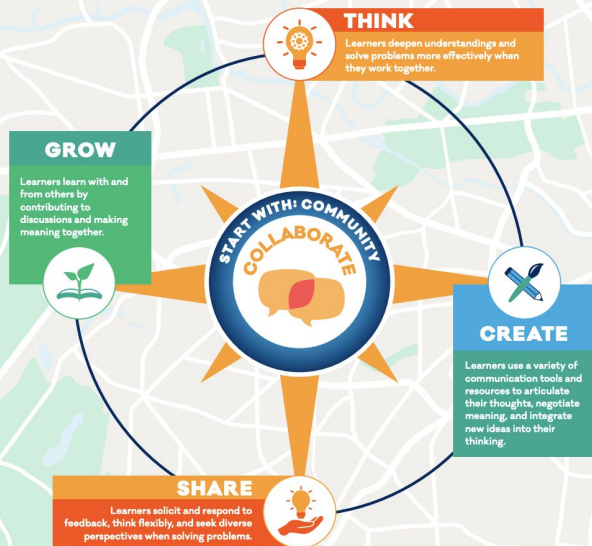 THINK
Learners deepen understandings and
solve problems more effectively when
they work together.
GROW
Learners learn with and
from others by
contributing to
discussions and making
meaning together.
START WITH: COMMUNITY
COLLABORATE
CREATE
Learners use a variety of
communication tools and
resources to articulate
their thoughts, negotiate
meaning, and integrate
new ideas into their
thinking.
SHARE
Learners solicit and respond to
feedback, think flexibly, and seek diverse
perspectives when solving problems.